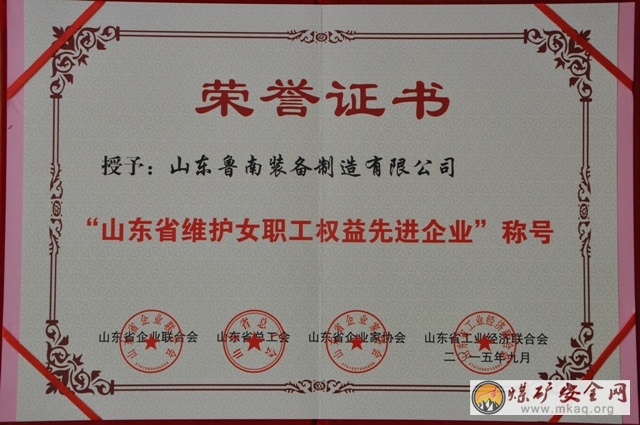 荣誉证书
授予：山东鲁南装备制造有限公司
“山东省维护女职工权益先进企业”称号
山东省企业联合会 山东省总工会 山东省企业家协会 山东省工业经济联合会
二〇一五年九月
煤矿安全网
www.mkaq.org